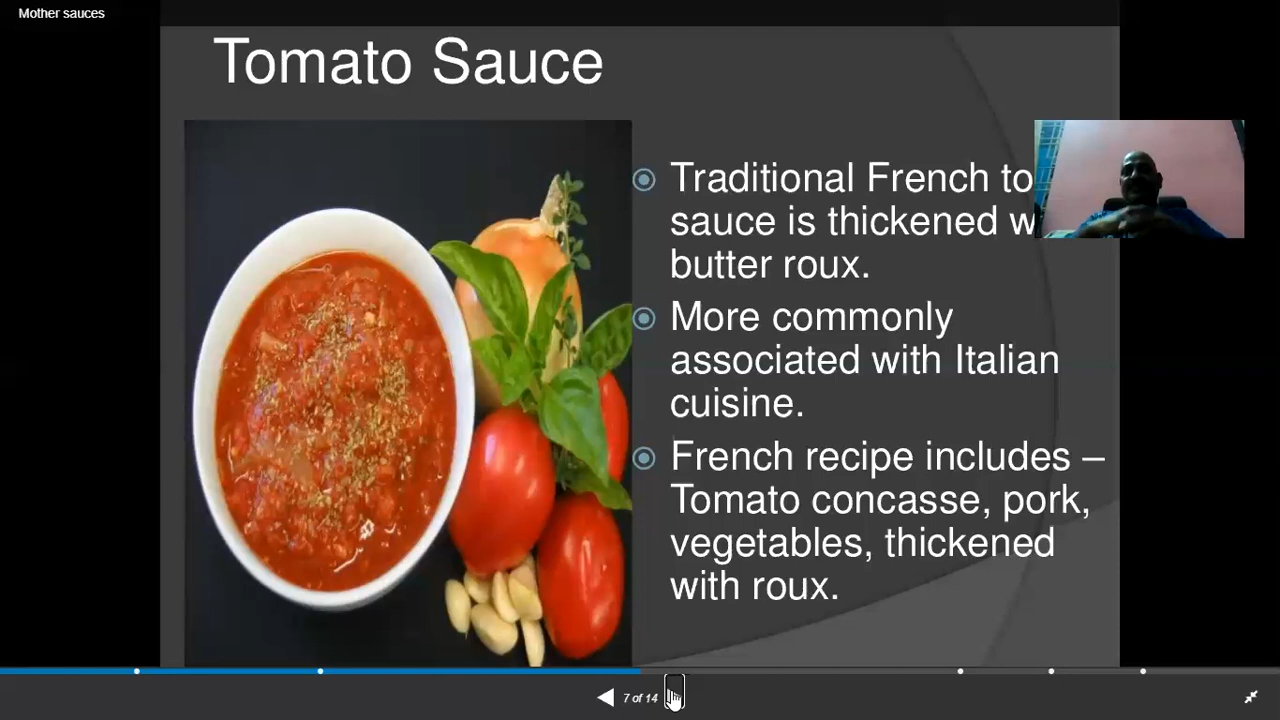 Mother sauces
Tomato Sauce
Traditional French to
sauce is thickened w
butter roux.
More commonly
associated with Italian
cuisine.
French recipe includes –
Tomato concasse, pork,
vegetables, thickened
with roux.
7 of 14